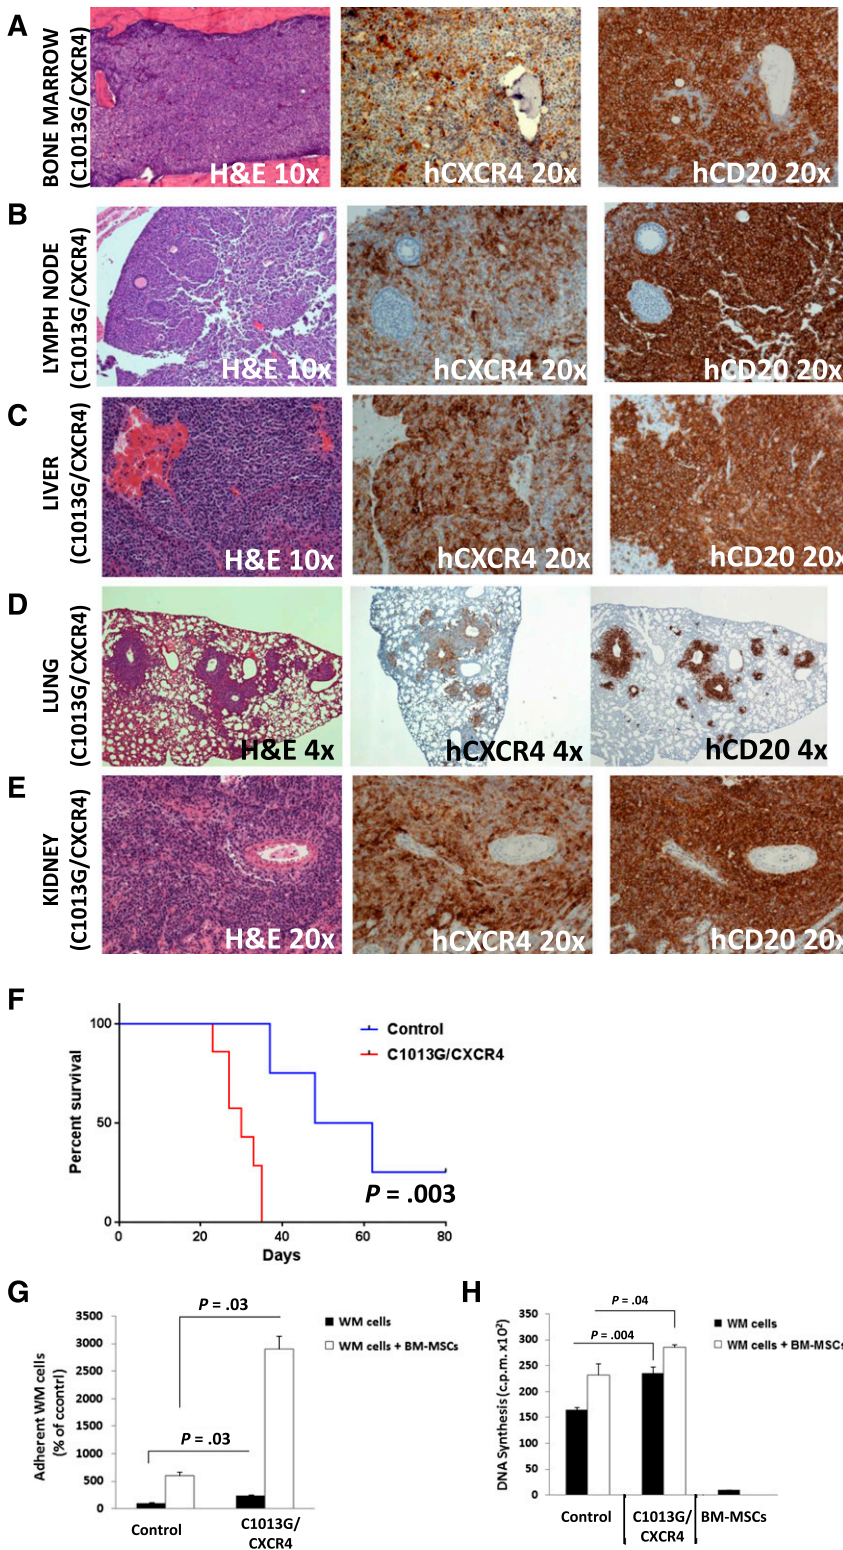 A
BONE MARROW
(C1013G/CXCR4)
H&E 10x
hCXCR4 20x
hCD20 20x
B
LYMPH NODE
(C1013G/CXCR4)
H&E 10x
hCXCR4 20x
hCD20 20x
C
LIVER
(C1013G/CXCR4)
H&E 10x
hCXCR4 20x
hCD20 20x
D
LUNG
(C1013G/CXCR4)
H&E 4x
hCXCR4 4x
hCD20 4x
E
KIDNEY
(C1013G/CXCR4)
H&E 20x
hCXCR4 20x
hCD20 20x
F
Percent survival
100
50
0
0 20 40 60 80
Days
Control
C1013G/CXCR4
P = .003
G
Adherent WM cells
(% of ccontrl)
3500
3000
2500
2000
1500
1000
500
0
P = .03
P = .03
WM cells
WM cells + BM-MSCs
Control
C1013G/
CXCR4
H
DNA Synthesis (c.p.m. x10²)
350
300
250
200
150
100
50
0
P = .04
P = .004
WM cells
WM cells + BM-MSCs
Control
C1013G/
CXCR4
BM-MSCs